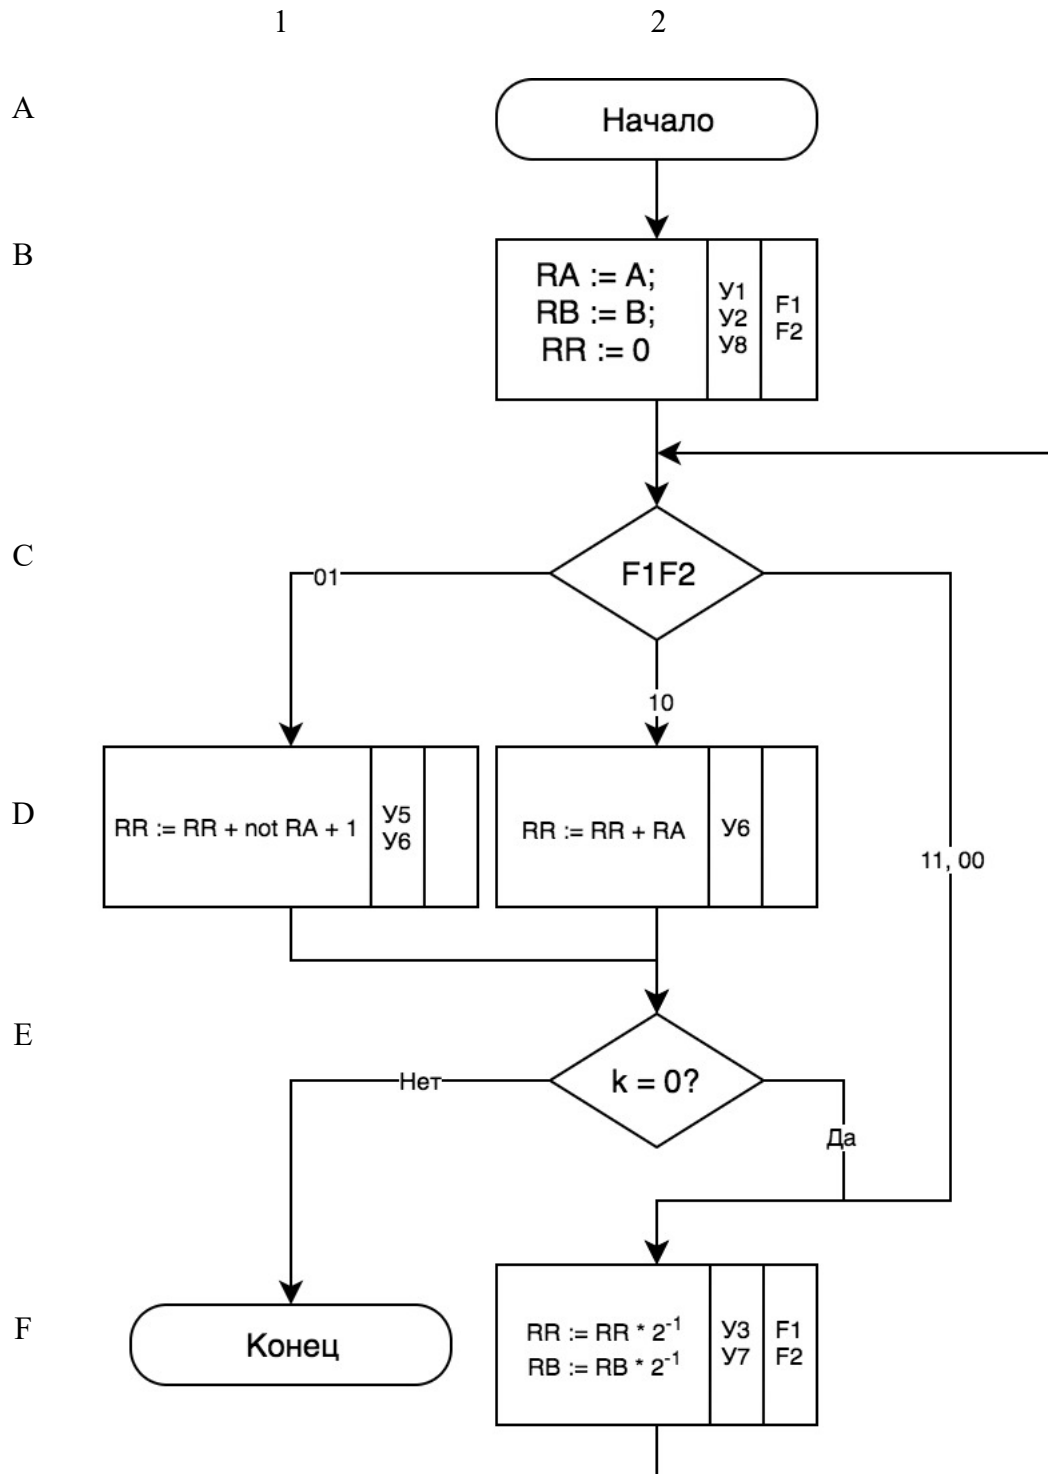 1 2
A
Начало
B
RA := A;
RB := B;
RR := 0
У1
У2
У8
F1
F2
C
F1F2
01
10
11, 00
D
RR := RR + not RA + 1
У5
У6
RR := RR + RA
У6
E
k = 0?
Нет
Да
F
Конец
RR := RR * 2⁻¹
RB := RB * 2⁻¹
У3
У7
F1
F2